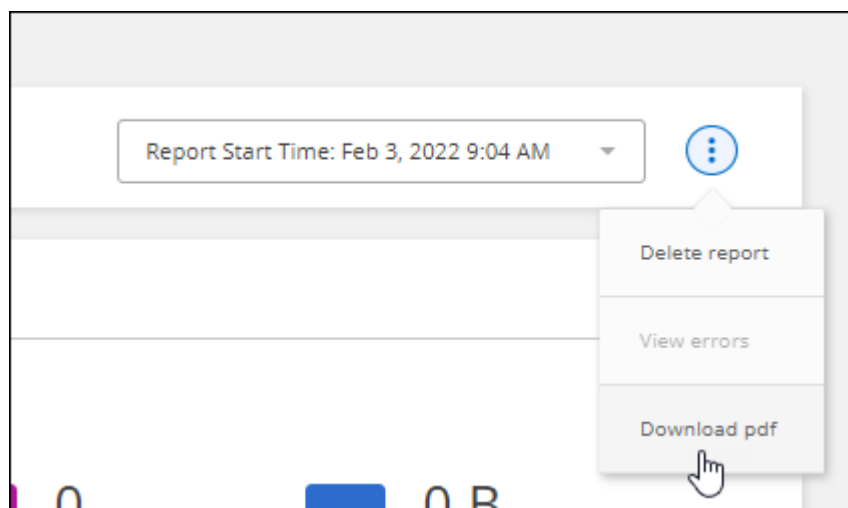 Report Start Time: Feb 3, 2022 9:04 AM
Delete report
View errors
Download pdf
0
0 B